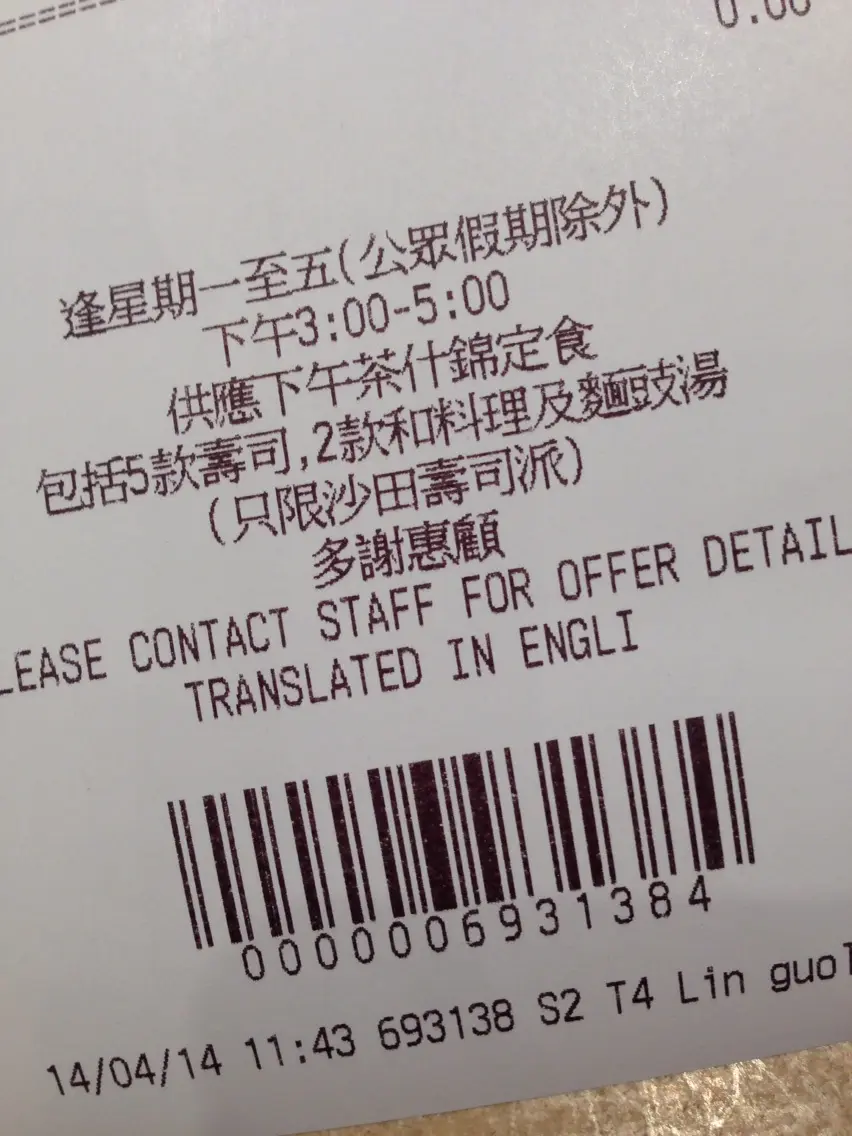 0.00
逢星期一至五(公眾假期除外)
下午3:00-5:00
供應下午茶什錦定食
包括5款壽司,2款和料理及麵豉湯
(只限沙田壽司派)
多謝惠顧
LEASE CONTACT STAFF FOR OFFER DETAIL
TRANSLATED IN ENGLI
0000006931384
14/04/14 11:43 693138 S2 T4 Lin guol